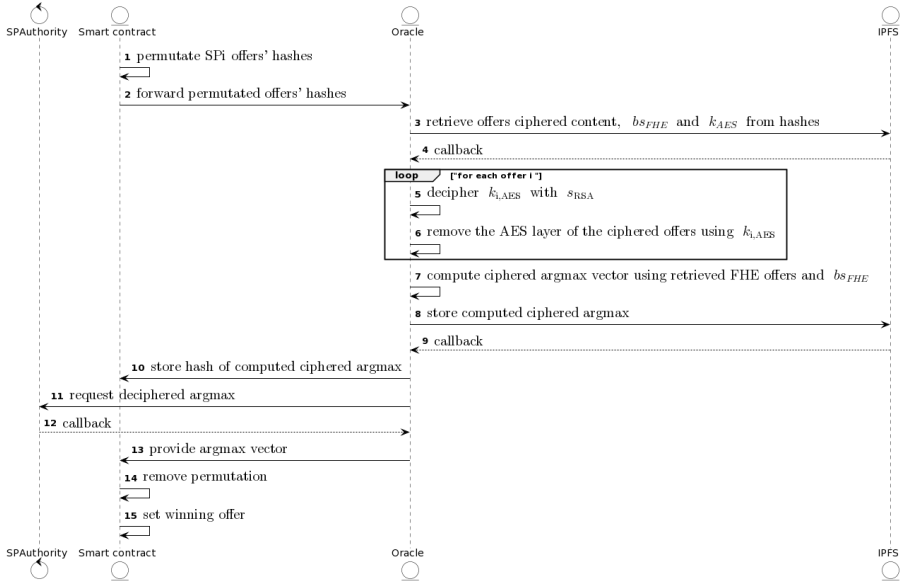 SPAuthority Smart contract Oracle IPFS
1 permutate SPi offers' hashes
2 forward permutated offers' hashes
3 retrieve offers ciphered content, bs_FHE and k_AES from hashes
4 callback
loop ["for each offer i "]
5 decipher k_i,AES with s_RSA
6 remove the AES layer of the ciphered offers using k_i,AES
7 compute ciphered argmax vector using retrieved FHE offers and bs_FHE
8 store computed ciphered argmax
9 callback
10 store hash of computed ciphered argmax
11 request deciphered argmax
12 callback
13 provide argmax vector
14 remove permutation
15 set winning offer
SPAuthority Smart contract Oracle IPFS